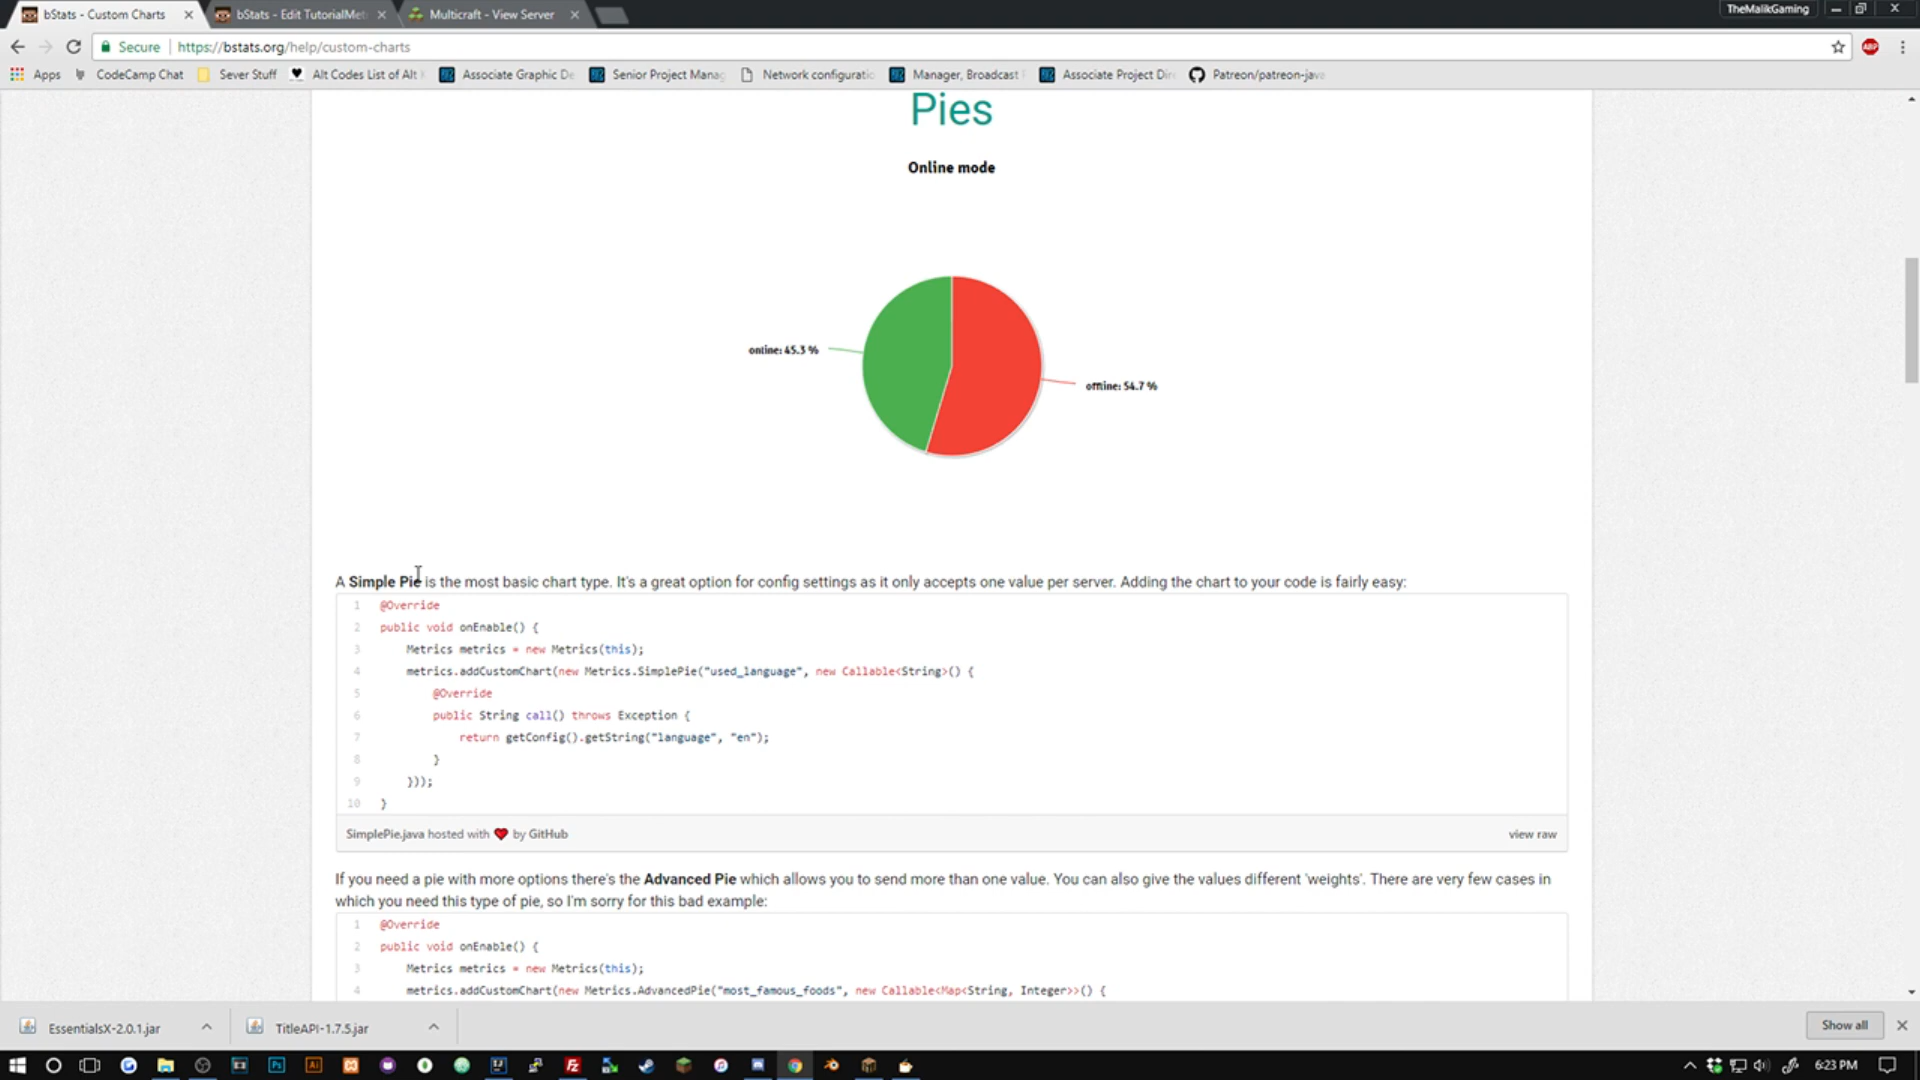 bStats - Custom Charts
bStats - Edit TutorialMet
Multicraft - View Server
TheMalikGaming
Secure
https://bstats.org/help/custom-charts
Apps
CodeCamp Chat
Sever Stuff
Alt Codes List of Alt
Associate Graphic De
Senior Project Manag
Network configuratio
Manager, Broadcast
Associate Project Dir
Patreon/patreon-java
Pies
Online mode
online: 45.3 %
offline: 54.7 %
A Simple Pie is the most basic chart type. It's a great option for config settings as it only accepts one value per server. Adding the chart to your code is fairly easy:
1 @Override
2 public void onEnable() {
3 Metrics metrics = new Metrics(this);
4 metrics.addCustomChart(new Metrics.SimplePie("used_language", new Callable<String>() {
5 @Override
6 public String call() throws Exception {
7 return getConfig().getString("language", "en");
8 }
9 }));
10 }
SimplePie.java hosted with ❤ by GitHub
view raw
If you need a pie with more options there's the Advanced Pie which allows you to send more than one value. You can also give the values different 'weights'. There are very few cases in
which you need this type of pie, so I'm sorry for this bad example:
1 @Override
2 public void onEnable() {
3 Metrics metrics = new Metrics(this);
4 metrics.addCustomChart(new Metrics.AdvancedPie("most_famous_foods", new Callable<Map<String, Integer>>() {
EssentialsX-2.0.1.jar
TitleAPI-1.7.5.jar
Show all
6:23 PM